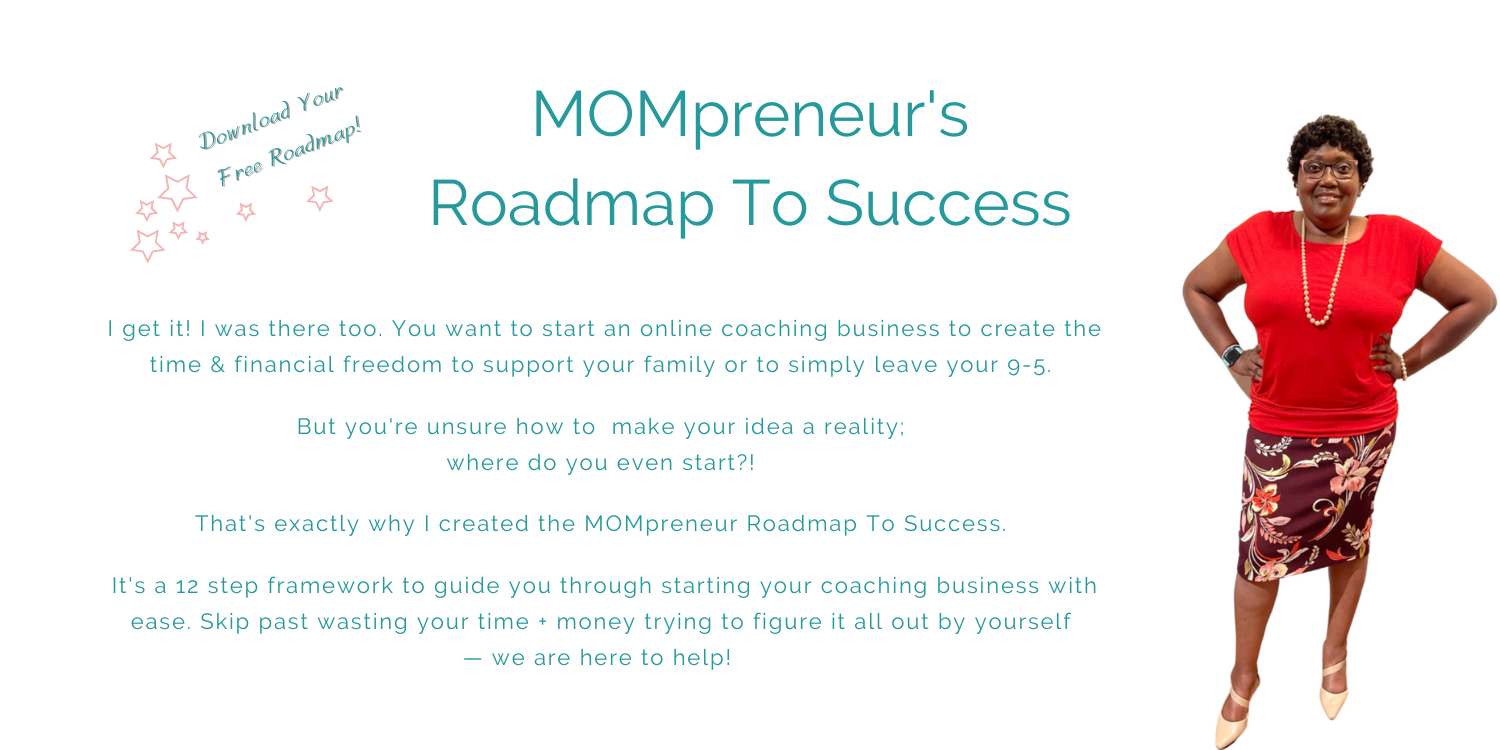 Download Your
Free Roadmap!
MOMpreneur's
Roadmap To Success
I get it! I was there too. You want to start an online coaching business to create the
time & financial freedom to support your family or to simply leave your 9-5.
But you're unsure how to  make your idea a reality;
where do you even start?!
That's exactly why I created the MOMpreneur Roadmap To Success.
It's a 12 step framework to guide you through starting your coaching business with
ease. Skip past wasting your time + money trying to figure it all out by yourself
— we are here to help!